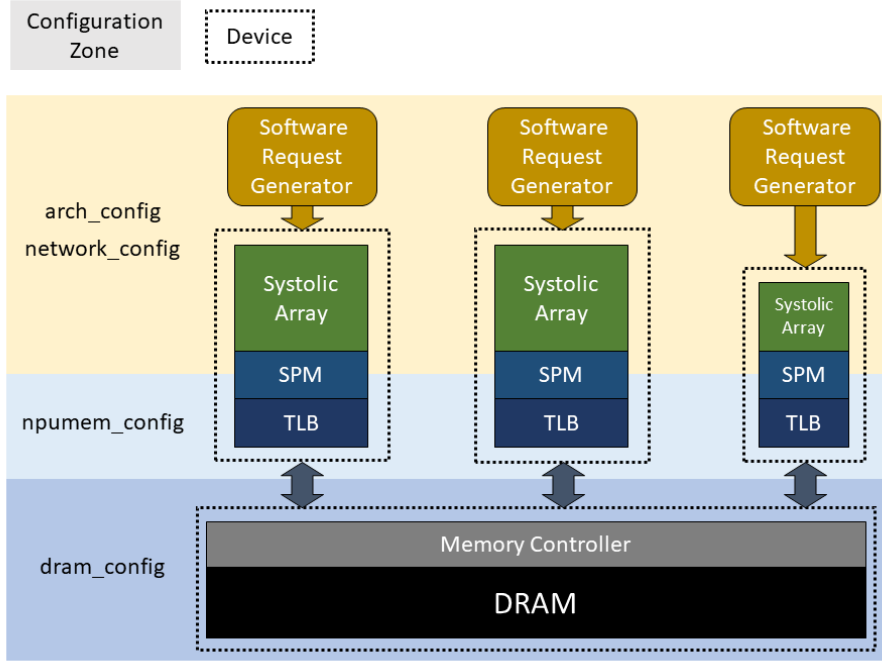 Configuration
Zone
Device
Software
Request
Generator
Software
Request
Generator
Software
Request
Generator
arch_config
network_config
Systolic
Array
SPM
TLB
Systolic
Array
SPM
TLB
Systolic
Array
SPM
TLB
npumem_config
dram_config
Memory Controller
DRAM